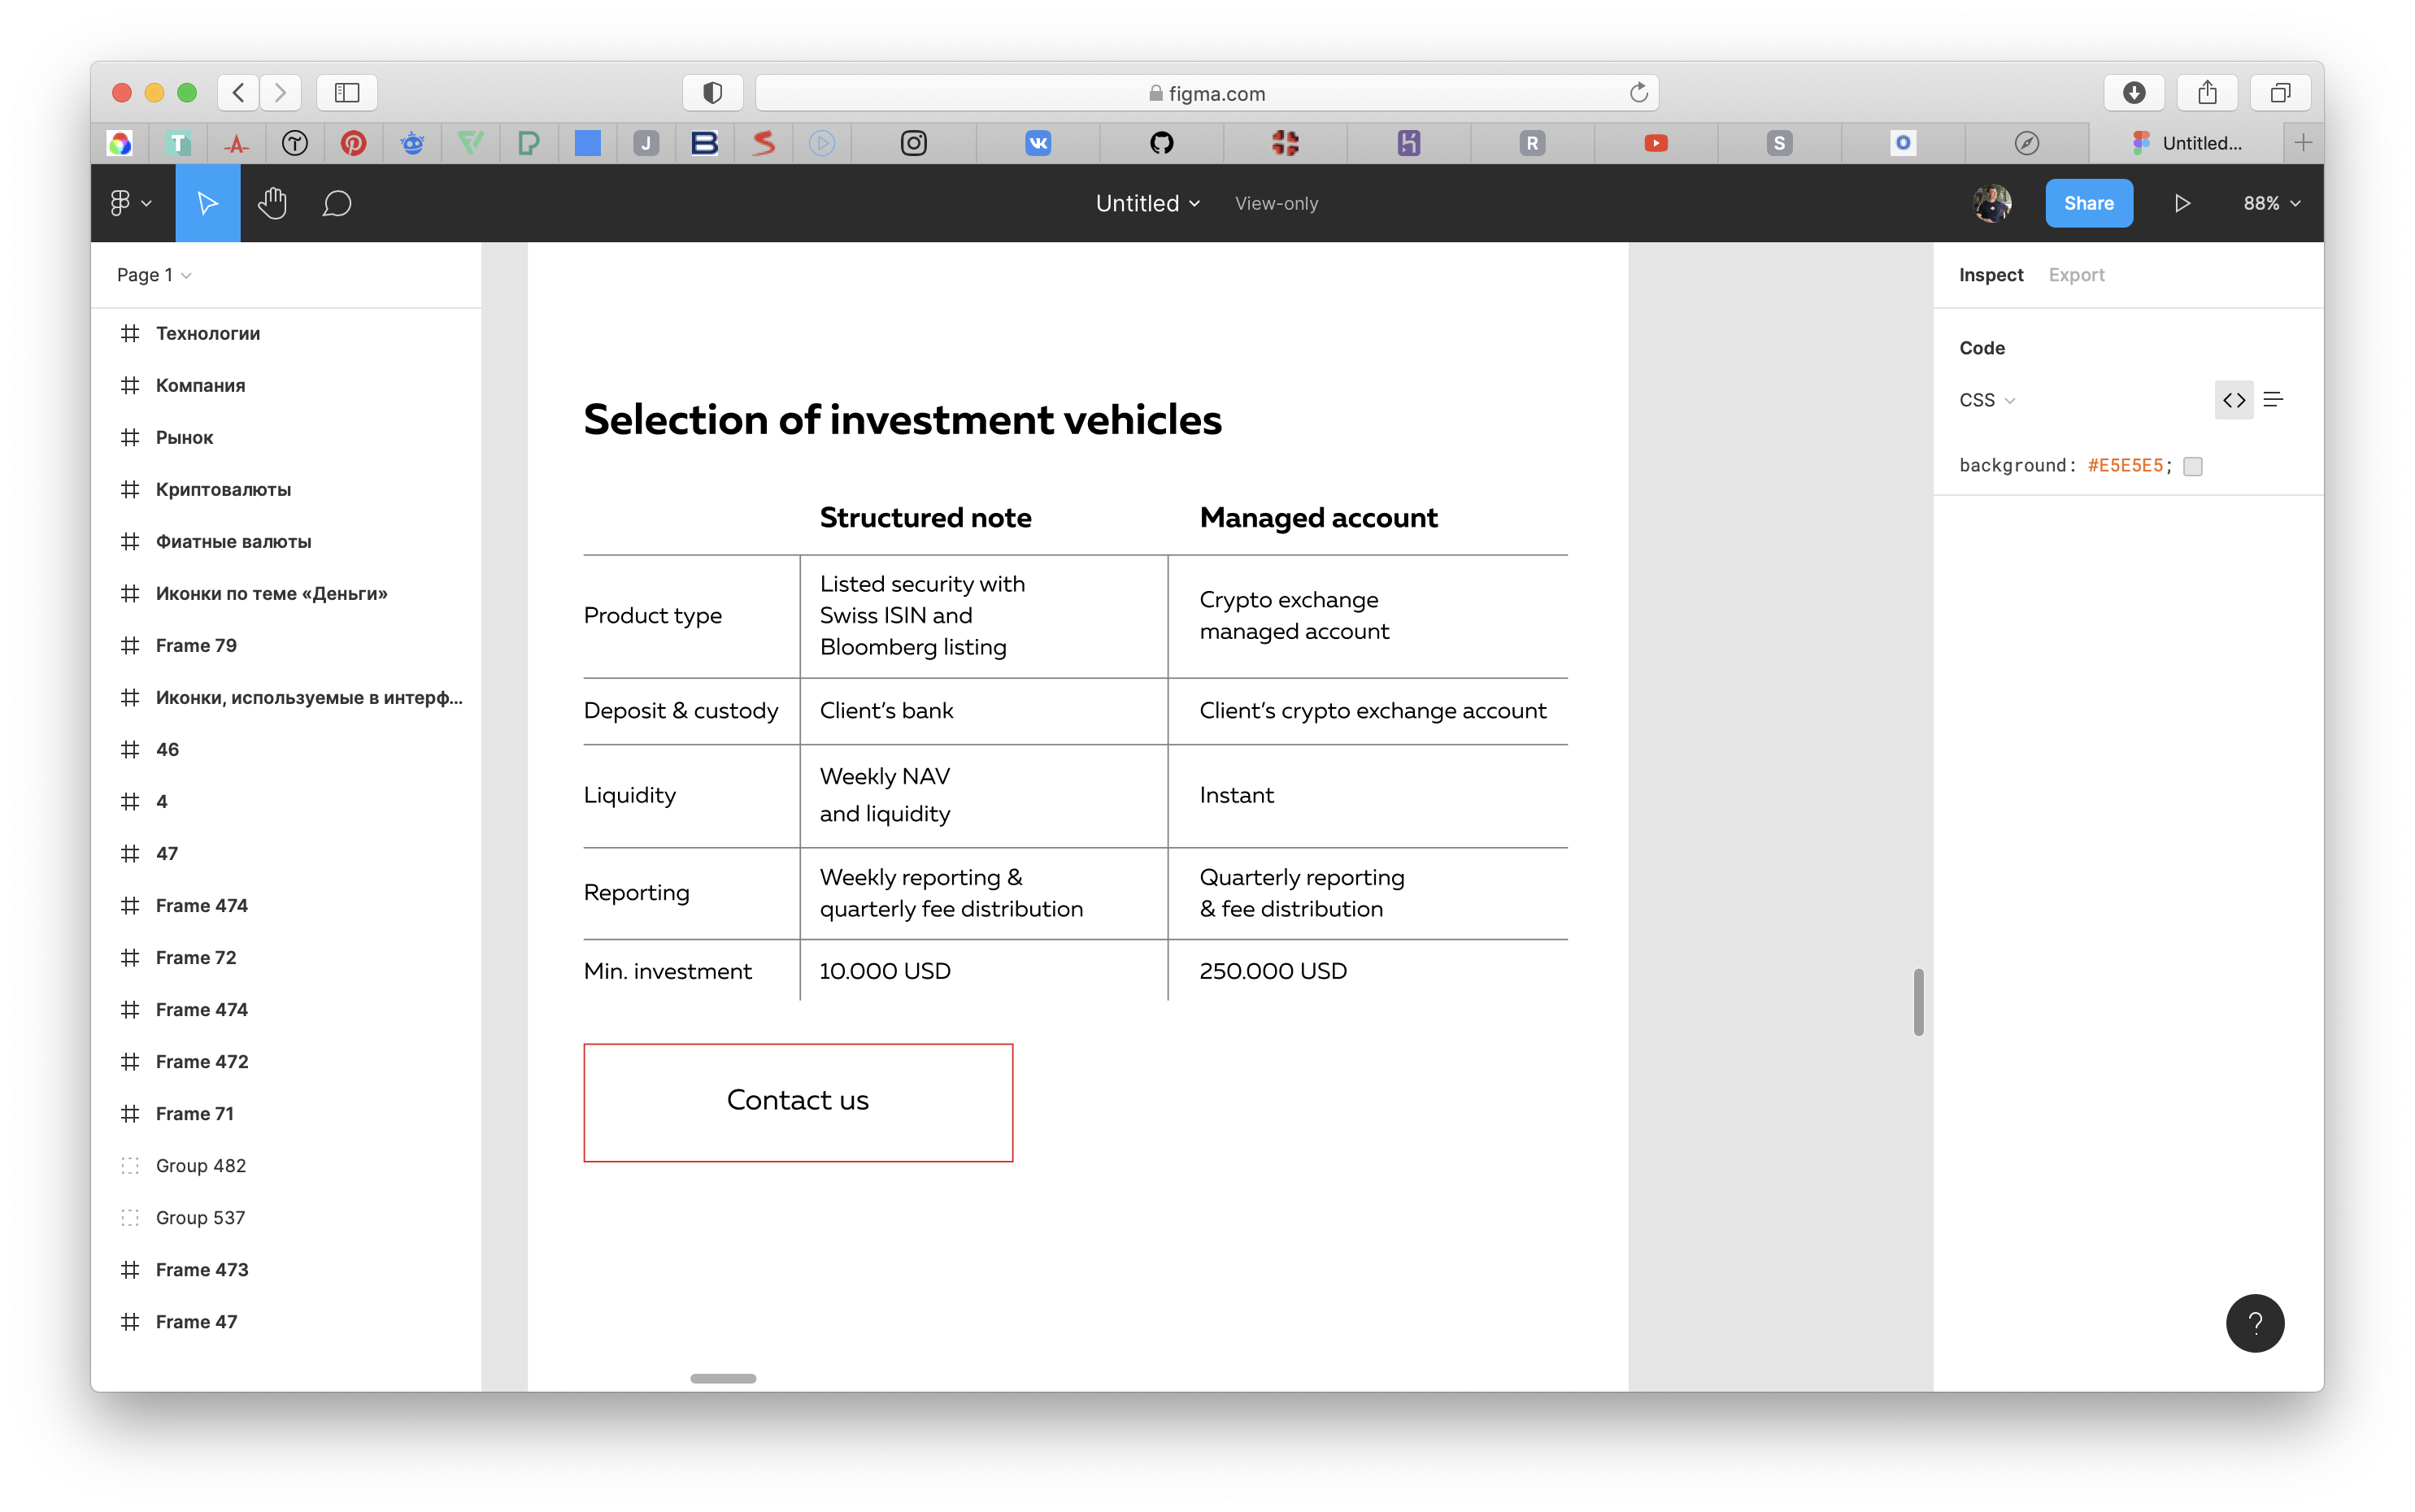 figma.com
T
A
J
B
S
VK
R
S
O
Untitled...
Untitled
View-only
Share
88%
Page 1
Технологии
Компания
Рынок
Криптовалюты
Фиатные валюты
Иконки по теме «Деньги»
Frame 79
Иконки, используемые в интерф...
46
4
47
Frame 474
Frame 72
Frame 474
Frame 472
Frame 71
Group 482
Group 537
Frame 473
Frame 47
Selection of investment vehicles
Structured note
Managed account
Product type
Listed security with
Swiss ISIN and
Bloomberg listing
Crypto exchange
managed account
Deposit & custody
Client’s bank
Client’s crypto exchange account
Liquidity
Weekly NAV
and liquidity
Instant
Reporting
Weekly reporting &
quarterly fee distribution
Quarterly reporting
& fee distribution
Min. investment
10.000 USD
250.000 USD
Contact us
Inspect
Export
Code
CSS
background: #E5E5E5;
?